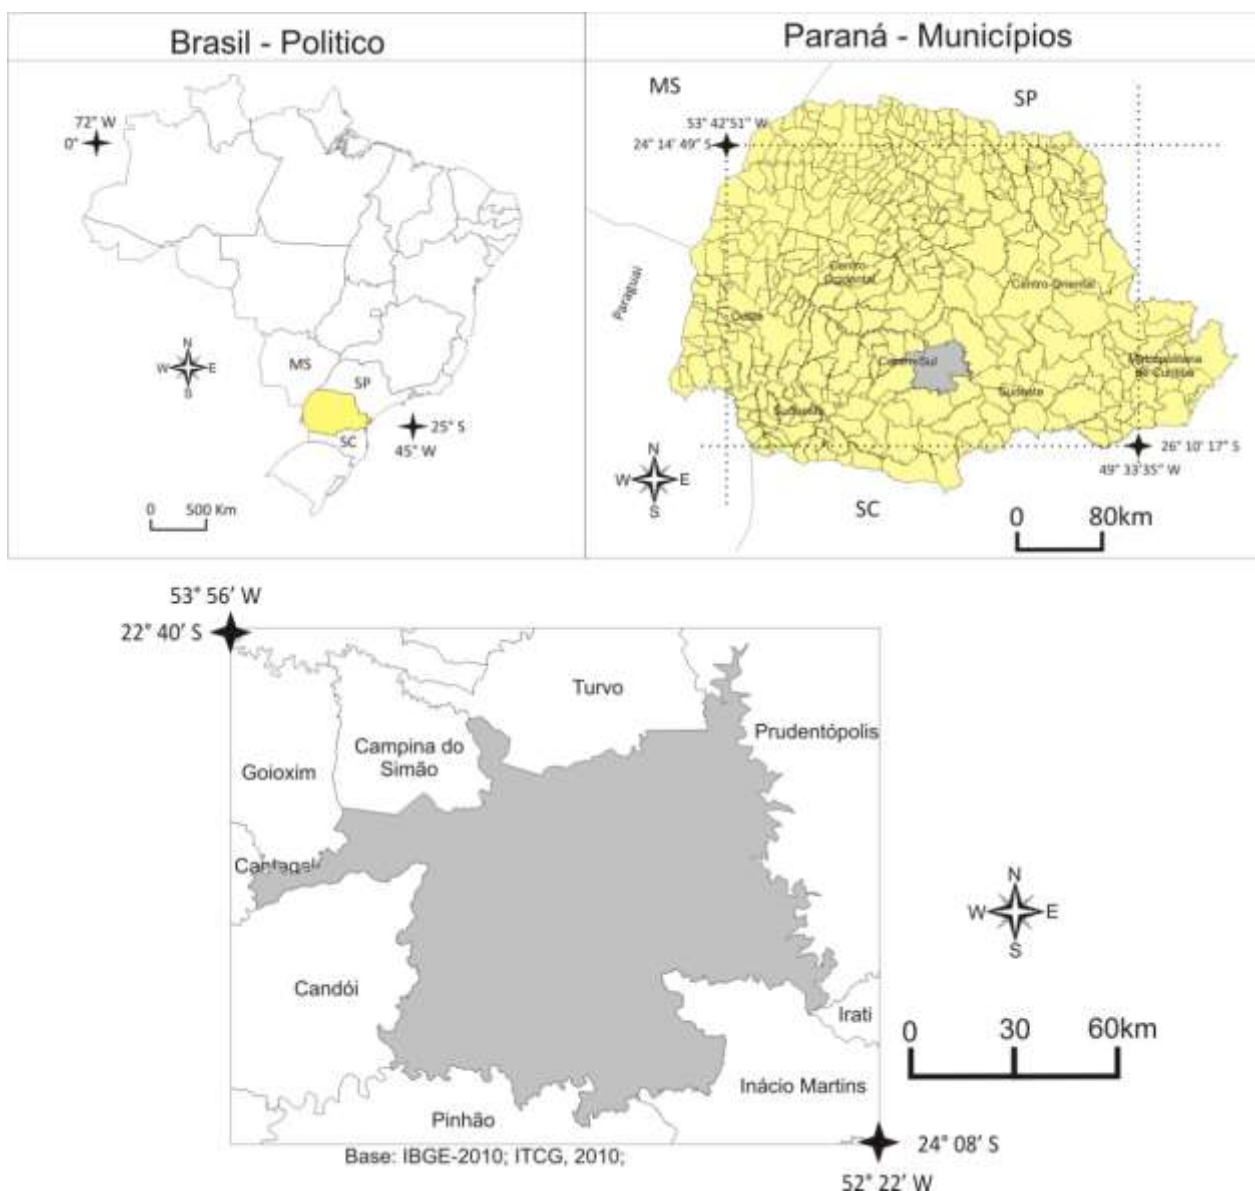 Brasil - Politico
Paraná - Municípios
72° W
0°
N
W E
S
MS
SP
SC
25° S
45° W
0 500 Km
MS
SP
53° 42'51'' W
24° 14' 49'' S
Paraguai
Centro-
Ocidental
Centro-Oriental
Oeste
Centro-Sul
Metropolitana
de Curitiba
Sudeste
Sudoeste
N
W E
S
26° 10' 17'' S
49° 33'35'' W
SC
0 80km
53° 56' W
22° 40' S
Turvo
Prudentópolis
Campina do
Simão
Goioxim
Cantagalo
Candói
Irati
Inácio Martins
Pinhão
N
W E
S
0 30 60km
24° 08' S
52° 22' W
Base: IBGE-2010; ITCG, 2010;